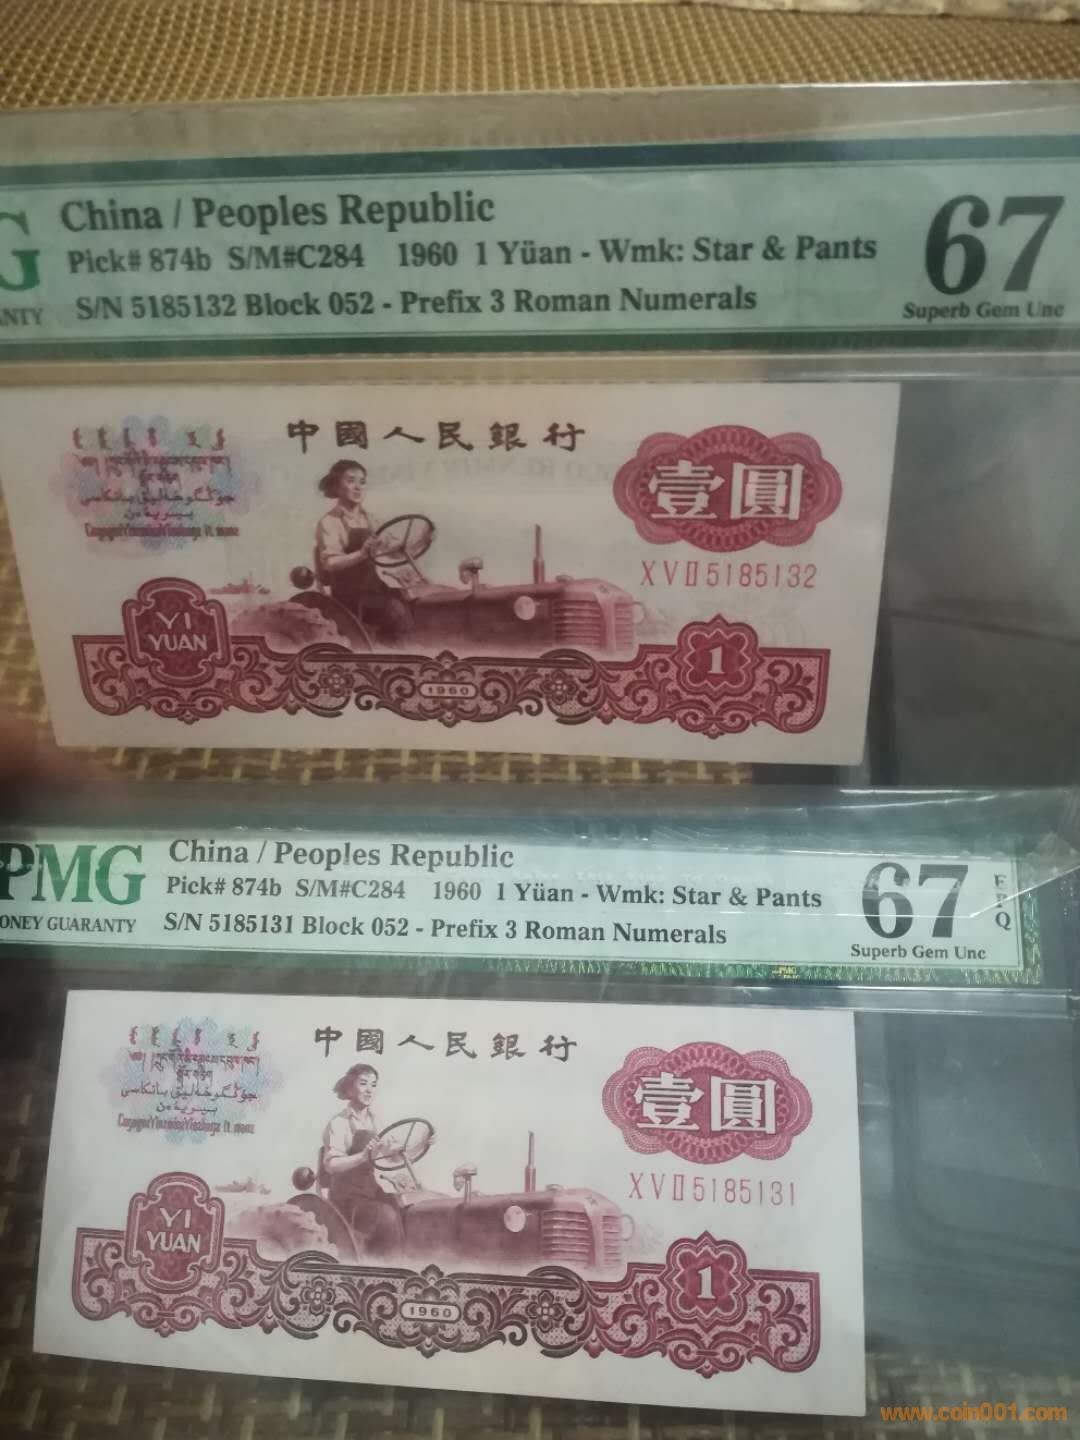 G
China / Peoples Republic
Pick# 874b S/M#C284 1960 1 Yüan - Wmk: Star & Pants
S/N 5185132 Block 052 - Prefix 3 Roman Numerals
ANTY
67
Superb Gem Unc
中國人民銀行
壹圓
XVII5185132
YI
YUAN
1960
1
PMG
ONEY GUARANTY
China / Peoples Republic
Pick# 874b S/M#C284 1960 1 Yüan - Wmk: Star & Pants
S/N 5185131 Block 052 - Prefix 3 Roman Numerals
67
EPQ
Superb Gem Unc
中國人民銀行
壹圓
XVII5185131
YI
YUAN
1960
1
www.coin001.com